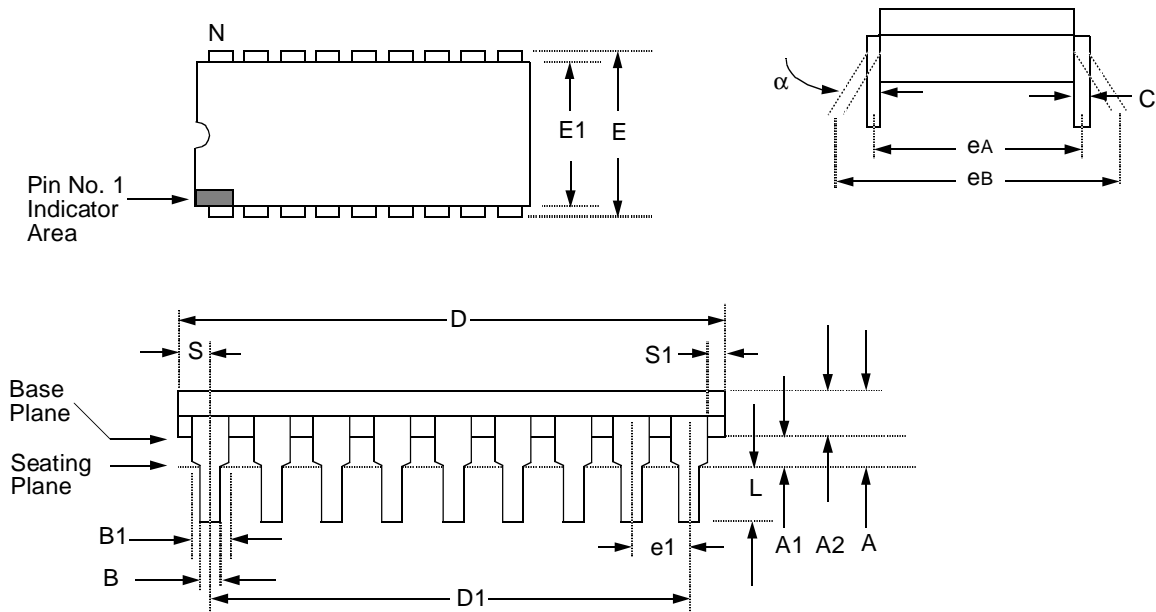 N
α
C
E1
E
eA
eB
Pin No. 1
Indicator
Area
D
S
S1
Base
Plane
Seating
Plane
L
B1
e1
A1
A2
A
B
D1